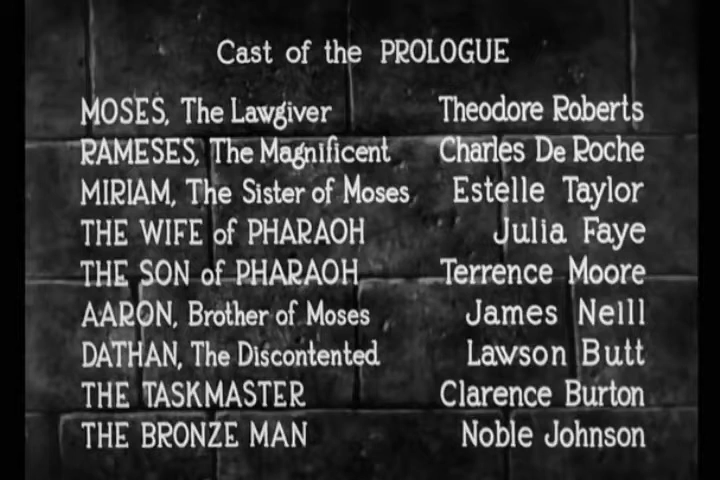 Cast of the PROLOGUE
MOSES, The Lawgiver Theodore Roberts
RAMESES, The Magnificent Charles De Roche
MIRIAM, The Sister of Moses Estelle Taylor
THE WIFE of PHARAOH Julia Faye
THE SON of PHARAOH Terrence Moore
AARON, Brother of Moses James Neill
DATHAN, The Discontented Lawson Butt
THE TASKMASTER Clarence Burton
THE BRONZE MAN Noble Johnson